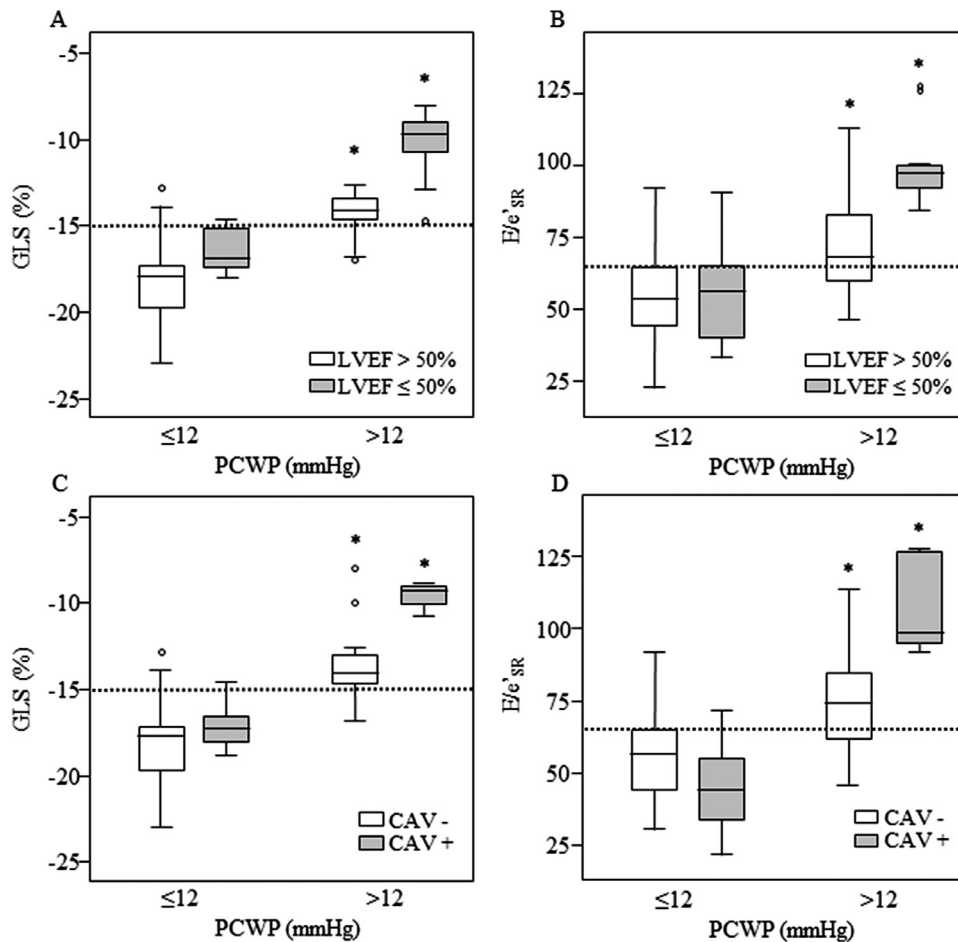 A
-5
-10
-15
-20
-25
GLS (%)
*
*
LVEF > 50%
LVEF ≤ 50%
≤12
>12
PCWP (mmHg)
B
125
100
75
50
25
E/e'SR
*
*
LVEF > 50%
LVEF ≤ 50%
≤12
>12
PCWP (mmHg)
C
-5
-10
-15
-20
-25
GLS (%)
*
*
CAV -
CAV +
≤12
>12
PCWP (mmHg)
D
125
100
75
50
25
E/e'SR
*
*
CAV -
CAV +
≤12
>12
PCWP (mmHg)